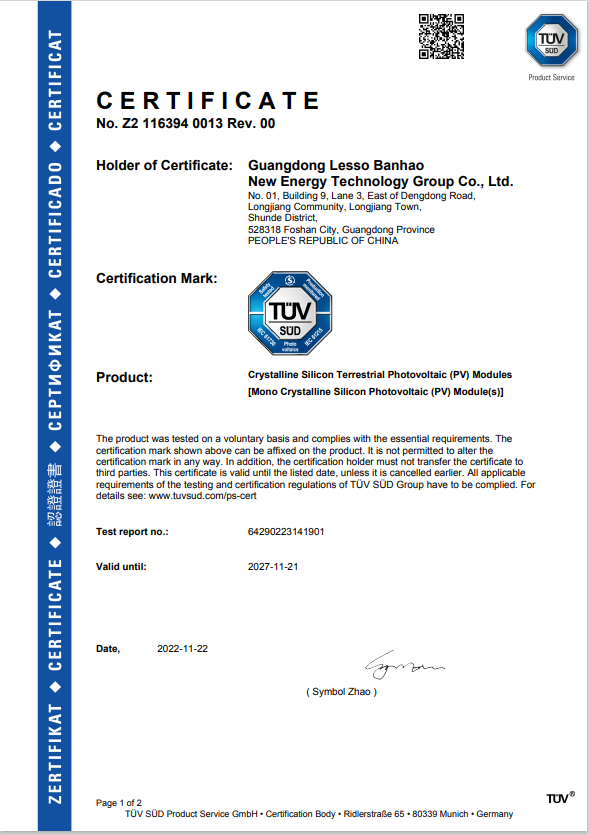 ZERTIFIKAT ◆ CERTIFICATE ◆ 認證證書 ◆ СЕРТИФИКАТ ◆ CERTIFICADO ◆ CERTIFICAT
TÜV
SÜD
Product Service
CERTIFICATE
No. Z2 116394 0013 Rev. 00
Holder of Certificate: Guangdong Lesso Banhao
New Energy Technology Group Co., Ltd.
No. 01, Building 9, Lane 3, East of Dengdong Road,
Longjiang Community, Longjiang Town,
Shunde District,
528318 Foshan City, Guangdong Province
PEOPLE'S REPUBLIC OF CHINA
Certification Mark:
Safety tested
Production monitored
TÜV
SÜD
IEC 61730
Photo
voltaics
IEC 61215
Product: Crystalline Silicon Terrestrial Photovoltaic (PV) Modules
[Mono Crystalline Silicon Photovoltaic (PV) Module(s)]
The product was tested on a voluntary basis and complies with the essential requirements. The
certification mark shown above can be affixed on the product. It is not permitted to alter the
certification mark in any way. In addition, the certification holder must not transfer the certificate to
third parties. This certificate is valid until the listed date, unless it is cancelled earlier. All applicable
requirements of the testing and certification regulations of TÜV SÜD Group have to be complied. For
details see: www.tuvsud.com/ps-cert
Test report no.: 64290223141901
Valid until: 2027-11-21
Date, 2022-11-22
( Symbol Zhao )
Page 1 of 2
TÜV SÜD Product Service GmbH • Certification Body • Ridlerstraße 65 • 80339 Munich • Germany
TÜV®